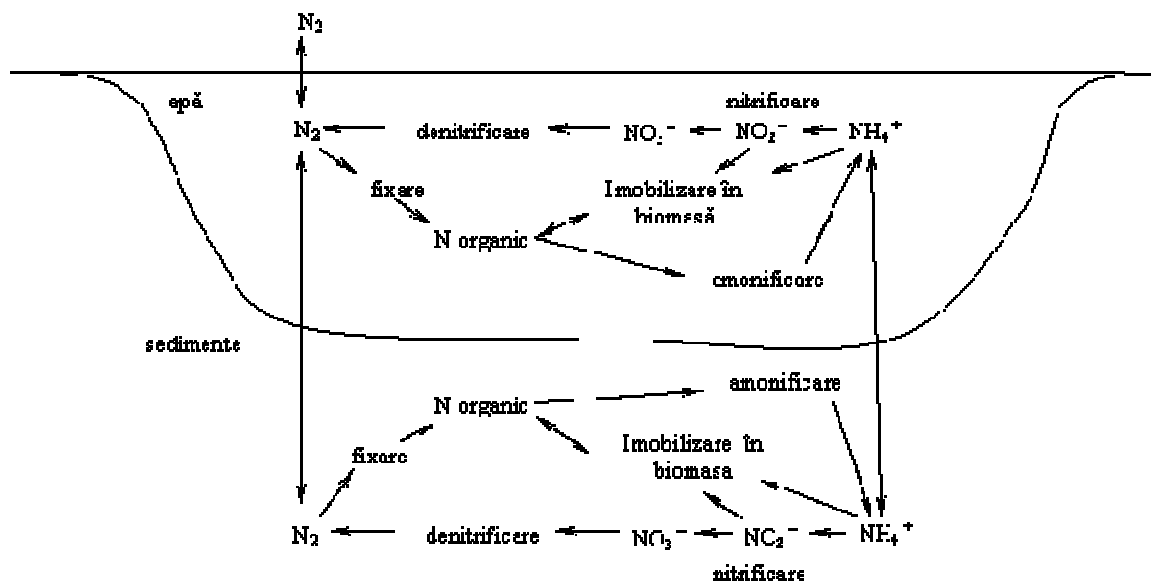 N₂
apă
nitrificare
N₂ denitrificare NO₃⁻ NO₂⁻ NH₄⁺
fixare Imobilizare în
biomasă
N organic
amonificare
sedimente
amonificare
N organic
Imobilizare în
fixare
biomasa
N₂ denitrificare NO₃⁻ NO₂⁻ NH₄⁺
nitrificare